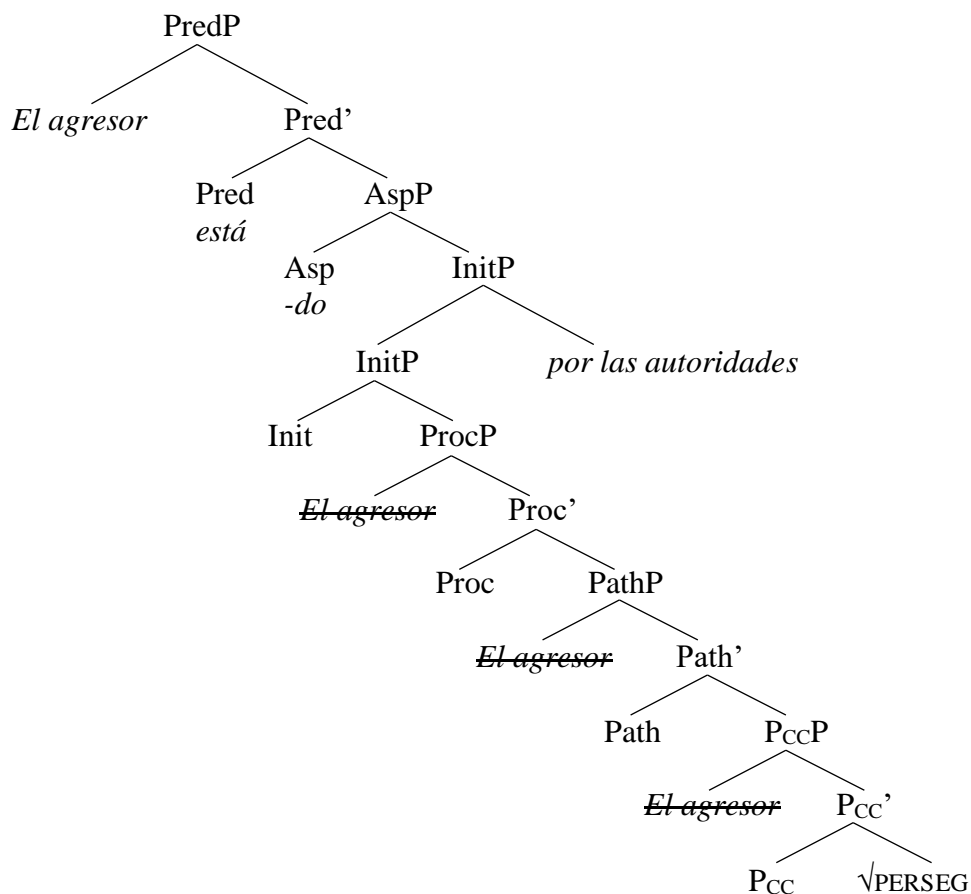 PredP
El agresor Pred’
Pred AspP
está
Asp InitP
-do
InitP por las autoridades
Init ProcP
El agresor Proc’
Proc PathP
El agresor Path’
Path PCCP
El agresor PCC’
PCC √PERSEG